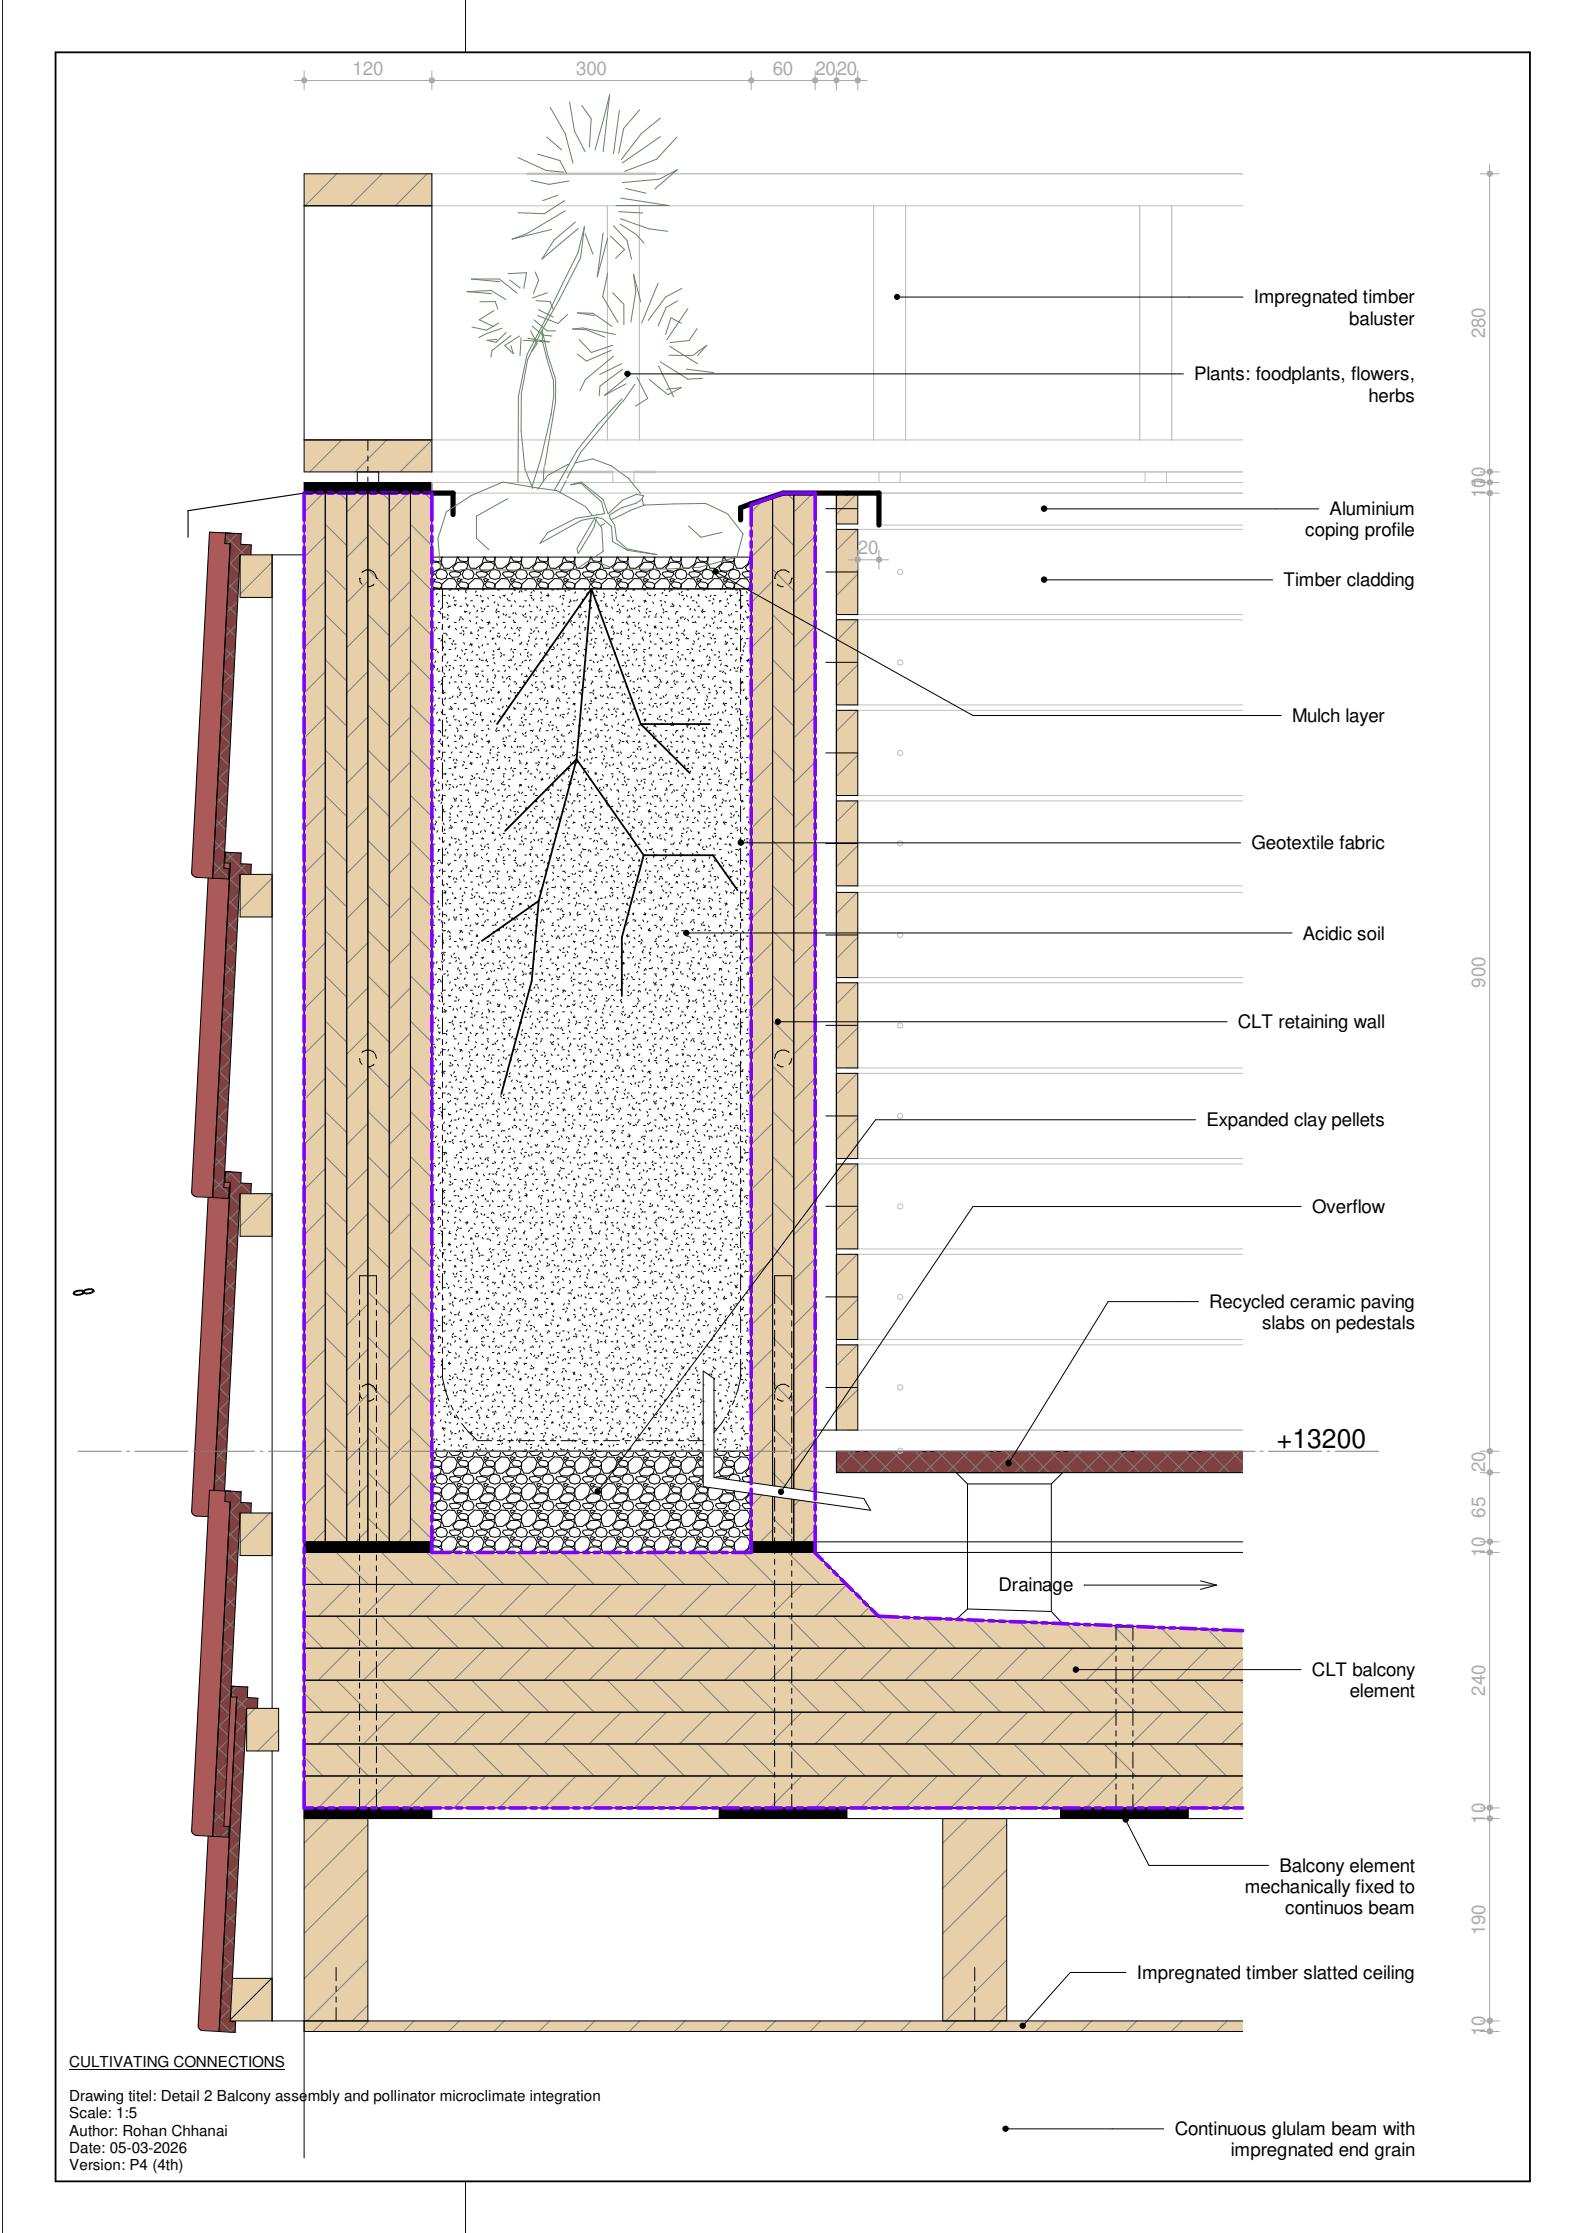 120
300
60
20
20
Impregnated timber
baluster
280
Plants: foodplants, flowers,
herbs
100
10
Aluminium
coping profile
20
Timber cladding
Mulch layer
Geotextile fabric
Acidic soil
900
CLT retaining wall
Expanded clay pellets
Overflow
8
Recycled ceramic paving
slabs on pedestals
+13200
20
65
10
Drainage
CLT balcony
element
240
10
Balcony element
mechanically fixed to
continuos beam
190
Impregnated timber slatted ceiling
10
CULTIVATING CONNECTIONS
Drawing titel: Detail 2 Balcony assembly and pollinator microclimate integration
Scale: 1:5
Author: Rohan Chhanai
Date: 05-03-2026
Version: P4 (4th)
Continuous glulam beam with
impregnated end grain